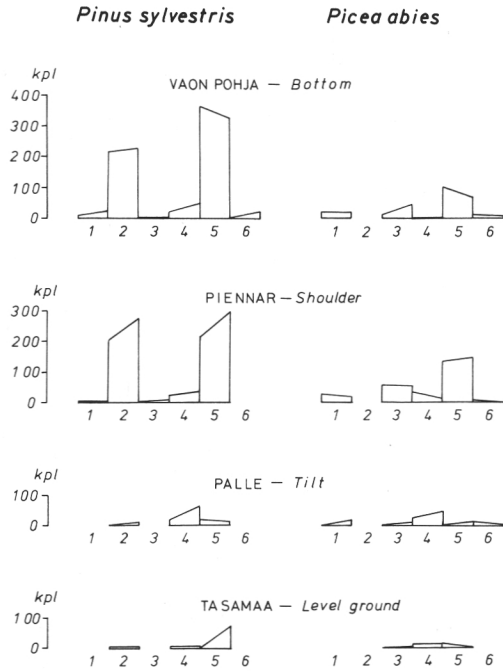 Pinus sylvestris Picea abies
kpl VAON POHJA — Bottom
400
300
200
100
0
1 2 3 4 5 6 1 2 3 4 5 6
kpl PIENNAR — Shoulder
300
200
100
0
1 2 3 4 5 6 1 2 3 4 5 6
kpl PALLE — Tilt
100
0
1 2 3 4 5 6 1 2 3 4 5 6
kpl TASAMAA — Level ground
100
0
1 2 3 4 5 6 1 2 3 4 5 6